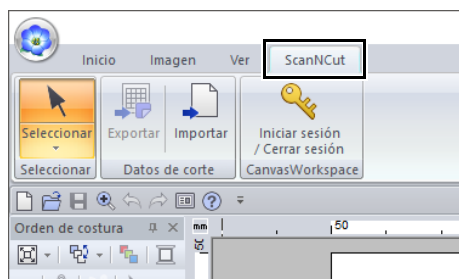 Inicio Imagen Ver ScanNCut
Seleccionar Exportar Importar Iniciar sesión
/ Cerrar sesión
Seleccionar Datos de corte CanvasWorkspace
Orden de costura mm 50
50